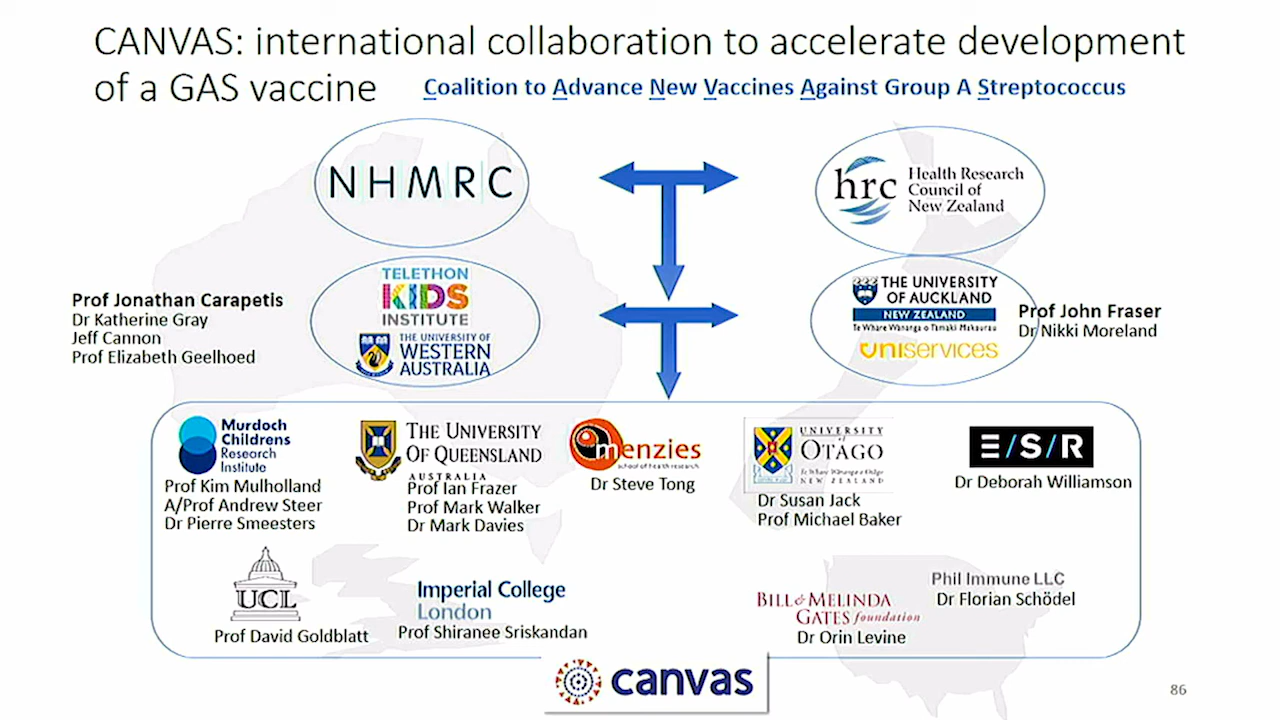 CANVAS: international collaboration to accelerate development
of a GAS vaccine
Coalition to Advance New Vaccines Against Group A Streptococcus
NHMRC
hrc
Health Research
Council of
New Zealand
TELETHON
KIDS
INSTITUTE
THE UNIVERSITY OF
WESTERN
AUSTRALIA
Prof Jonathan Carapetis
Dr Katherine Gray
Jeff Cannon
Prof Elizabeth Geelhoed
THE UNIVERSITY
OF AUCKLAND
NEW ZEALAND
Te Whare Wānanga o Tāmaki Makaurau
UNISERVICES
Prof John Fraser
Dr Nikki Moreland
Murdoch
Childrens
Research
Institute
Prof Kim Mulholland
A/Prof Andrew Steer
Dr Pierre Smeesters
THE UNIVERSITY
OF QUEENSLAND
AUSTRALIA
Prof Ian Frazer
Prof Mark Walker
Dr Mark Davies
menzies
school of health research
Dr Steve Tong
UNIVERSITY
of
OTAGO
Te Whare Wānanga o Otāgo
NEW ZEALAND
Dr Susan Jack
Prof Michael Baker
E/S/R
Dr Deborah Williamson
UCL
Prof David Goldblatt
Imperial College
London
Prof Shiranee Sriskandan
BILL & MELINDA
GATES foundation
Dr Orin Levine
Phil Immune LLC
Dr Florian Schödel
canvas
86